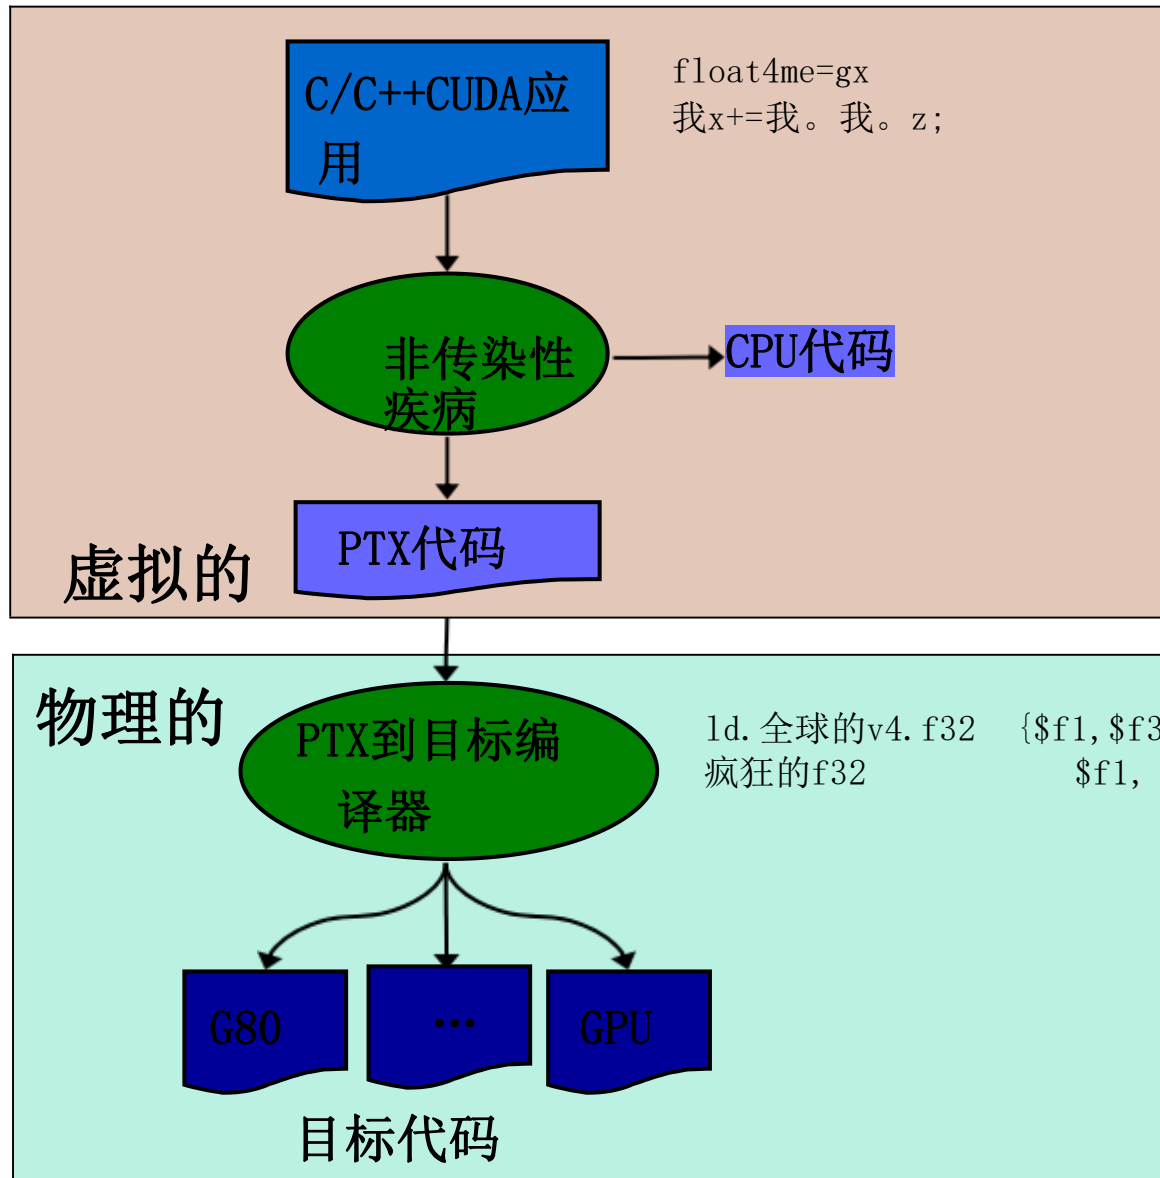 C/C++CUDA应
用
float4me=gx
我x+=我。我。z;
非传染性
疾病
CPU代码
PTX代码
虚拟的
物理的
PTX到目标编
译器
ld.全球的v4.f32 {$f1,$f3
疯狂的f32 $f1,
G80
…
GPU
目标代码